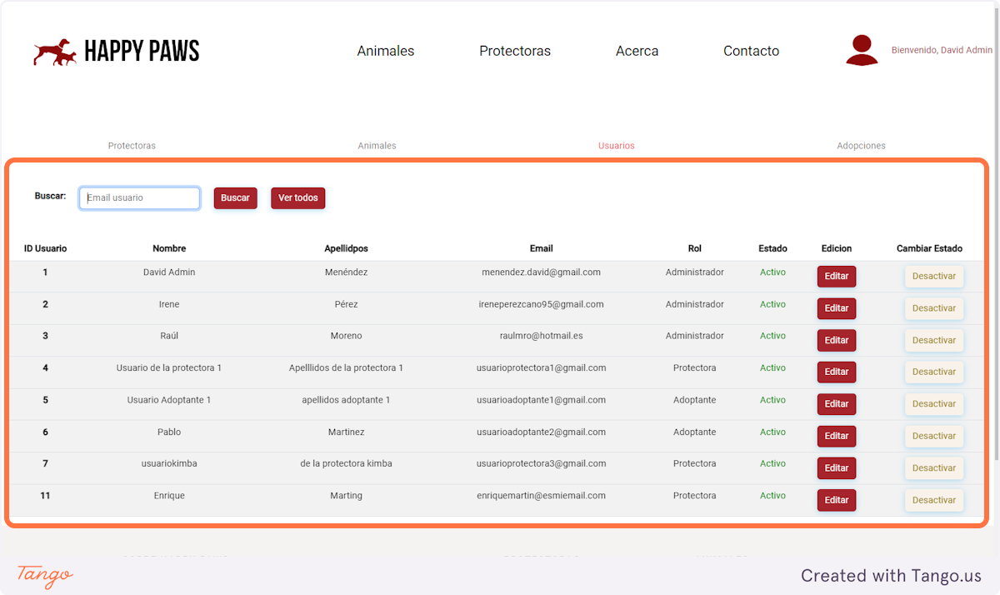 HAPPY PAWS
Animales Protectoras Acerca Contacto Bienvenido, David Admin
Protectoras Animales Usuarios Adopciones
Buscar: Email usuario Buscar Ver todos
ID Usuario Nombre Apellidpos Email Rol Estado Edicion Cambiar Estado
1 David Admin Menéndez menendez.david@gmail.com Administrador Activo Editar Desactivar
2 Irene Pérez ireneperezcano95@gmail.com Administrador Activo Editar Desactivar
3 Raúl Moreno raulmro@hotmail.es Administrador Activo Editar Desactivar
4 Usuario de la protectora 1 Apelllidos de la protectora 1 usuarioprotectora1@gmail.com Protectora Activo Editar Desactivar
5 Usuario Adoptante 1 apellidos adoptante 1 usuarioadoptante1@gmail.com Adoptante Activo Editar Desactivar
6 Pablo Martinez usuarioadoptante2@gmail.com Adoptante Activo Editar Desactivar
7 usuariokimba de la protectora kimba usuarioprotectora3@gmail.com Protectora Activo Editar Desactivar
11 Enrique Marting enriquemartin@esmiemail.com Protectora Activo Editar Desactivar
Tango Created with Tango.us